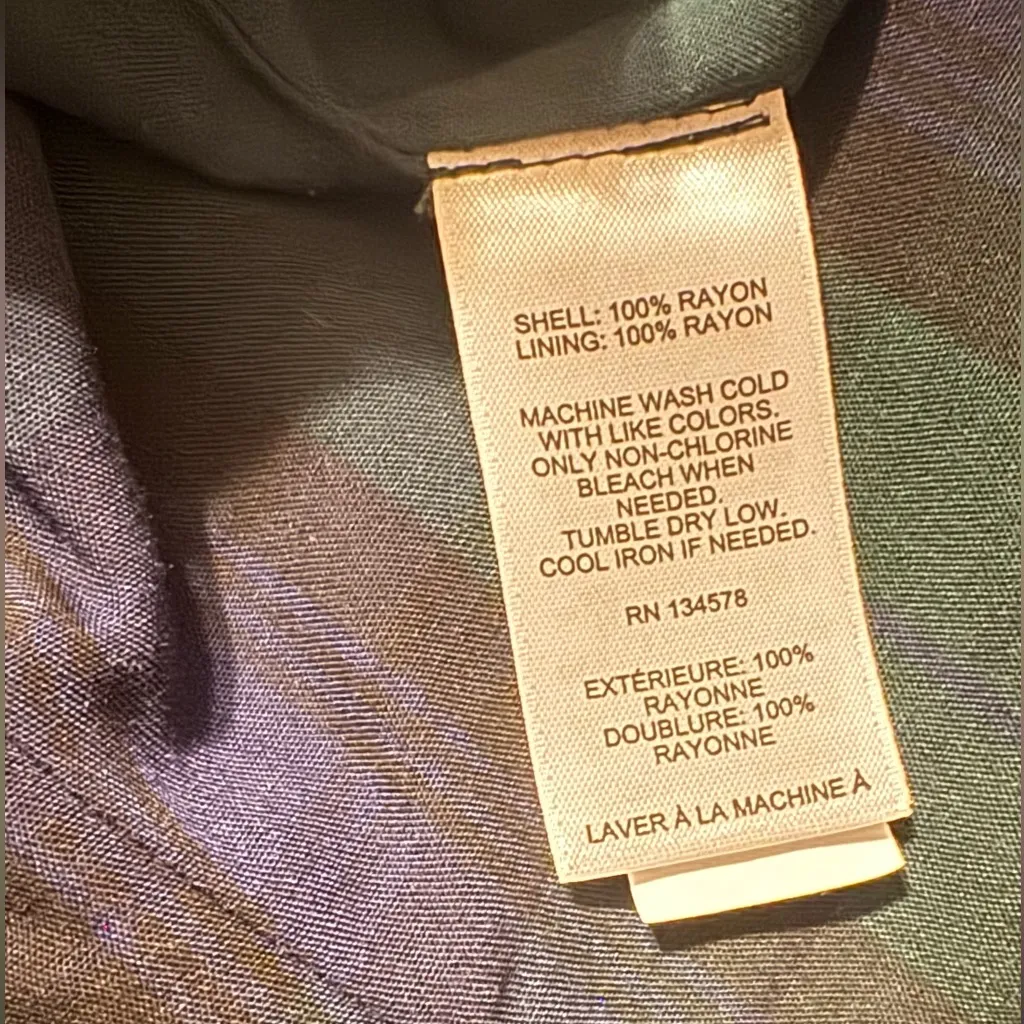 SHELL: 100% RAYON
LINING: 100% RAYON
MACHINE WASH COLD
WITH LIKE COLORS.
ONLY NON-CHLORINE
BLEACH WHEN
NEEDED.
TUMBLE DRY LOW.
COOL IRON IF NEEDED.
RN 134578
EXTÉRIEURE: 100%
RAYONNE
DOUBLURE: 100%
RAYONNE
LAVER À LA MACHINE À